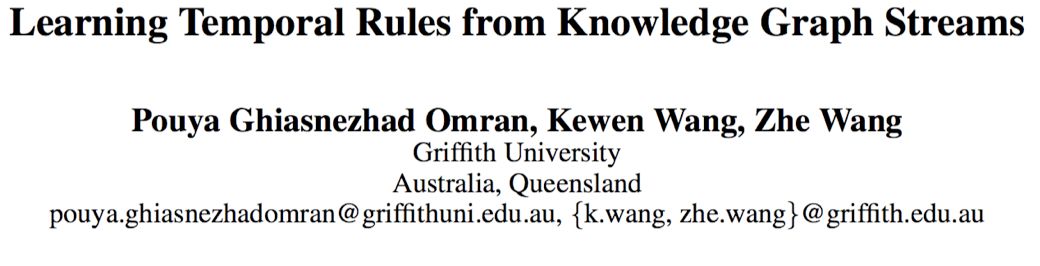 Learning Temporal Rules from Knowledge Graph Streams
Pouya Ghiasnezhad Omran, Kewen Wang, Zhe Wang
Griffith University
Australia, Queensland
pouya.ghiasnezhadomran@griffithuni.edu.au, {k.wang, zhe.wang}@griffith.edu.au